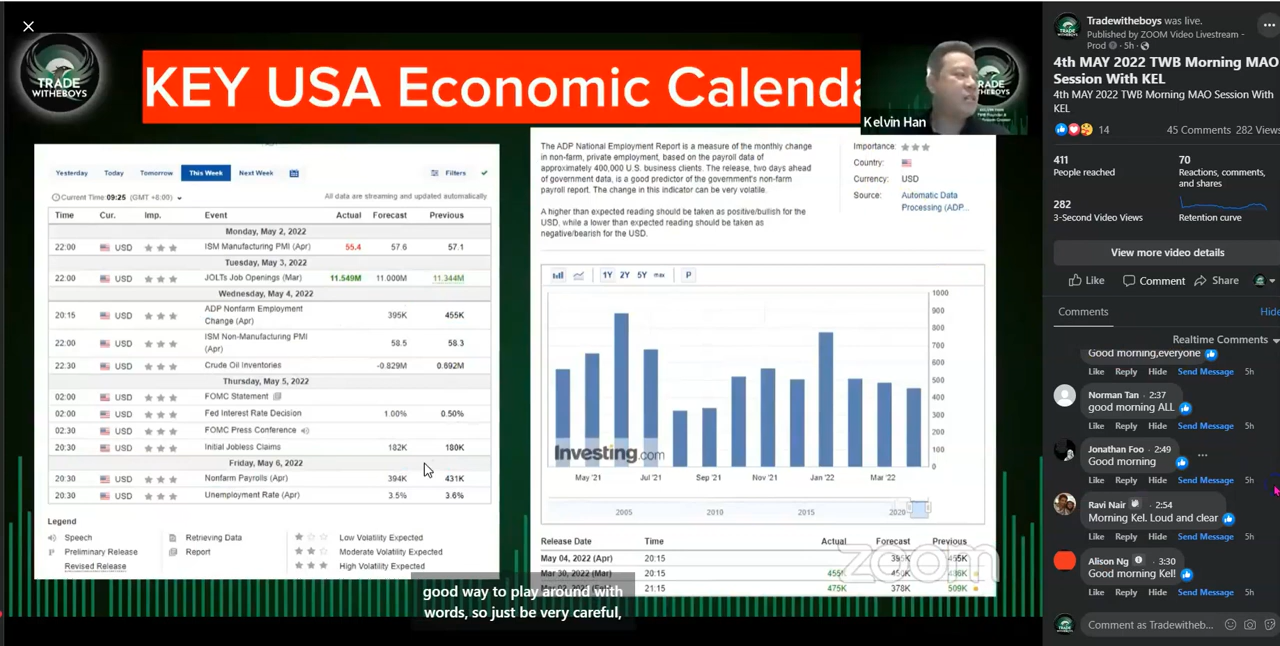 TRADE
WITHEBOYS
KEY USA Economic Calenda
TRADE
WITHEBOYS
Kelvin Han
Yesterday Today Tomorrow This Week Next Week Filters
Current Time: 09:25 (GMT +8:00) All data are streaming and updated automatically
Time Cur. Imp. Event Actual Forecast Previous
Monday, May 2, 2022
22:00 USD ISM Manufacturing PMI (Apr) 55.4 57.6 57.1
Tuesday, May 3, 2022
22:00 USD JOLTs Job Openings (Mar) 11.549M 11.000M 11.344M
Wednesday, May 4, 2022
20:15 USD ADP Nonfarm Employment
Change (Apr) 395K 455K
22:00 USD ISM Non-Manufacturing PMI
(Apr) 58.5 58.3
22:30 USD Crude Oil Inventories -0.829M 0.692M
Thursday, May 5, 2022
02:00 USD FOMC Statement
02:00 USD Fed Interest Rate Decision 1.00% 0.50%
02:30 USD FOMC Press Conference
20:30 USD Initial Jobless Claims 182K 180K
Friday, May 6, 2022
20:30 USD Nonfarm Payrolls (Apr) 394K 431K
20:30 USD Unemployment Rate (Apr) 3.5% 3.6%
Legend
Speech Retrieving Data Low Volatility Expected
Preliminary Release Report Moderate Volatility Expected
Revised Release High Volatility Expected
The ADP National Employment Report is a measure of the monthly change
in non-farm, private employment, based on the payroll data of
approximately 400,000 U.S. business clients. The release, two days ahead
of government data, is a good predictor of the government's non-farm
payroll report. The change in this indicator can be very volatile.
A higher than expected reading should be taken as positive/bullish for the
USD, while a lower than expected reading should be taken as
negative/bearish for the USD.
Importance:
Country:
Currency: USD
Source: Automatic Data
Processing (ADP...
1Y 2Y 5Y max P
1000
900
800
700
600
500
400
300
200
100
0
Investing.com
May '21 Jul '21 Sep '21 Nov '21 Jan '22 Mar '22
2005 2010 2015 2020
Release Date Time Actual Forecast Previous
May 04, 2022 (Apr) 20:15 395K 455K
Mar 30, 2022 (Mar) 20:15 455K 450K 486K
Mar 02, 21:15 475K 378K 509K
zoom
good way to play around with
words, so just be very careful,
Tradewitheboys was live.
Published by ZOOM Video Livestream -
Prod · 5h ·
4th MAY 2022 TWB Morning MAO
Session With KEL
4th MAY 2022 TWB Morning MAO Session With
KEL
14 45 Comments 282 Views
411
People reached
70
Reactions, comments,
and shares
282
3-Second Video Views
Retention curve
View more video details
Like Comment Share
Comments Hide
Realtime Comments
Good morning,everyone
Like Reply Hide Send Message 5h
Norman Tan · 2:37
good morning ALL
Like Reply Hide Send Message 5h
Jonathan Foo · 2:49
Good morning
Like Reply Hide Send Message 5h
Ravi Nair · 2:54
Morning Kel. Loud and clear
Like Reply Hide Send Message 5h
Alison Ng · 3:30
Good morning Kel!
Like Reply Hide Send Message 5h
Comment as Tradewitheb...